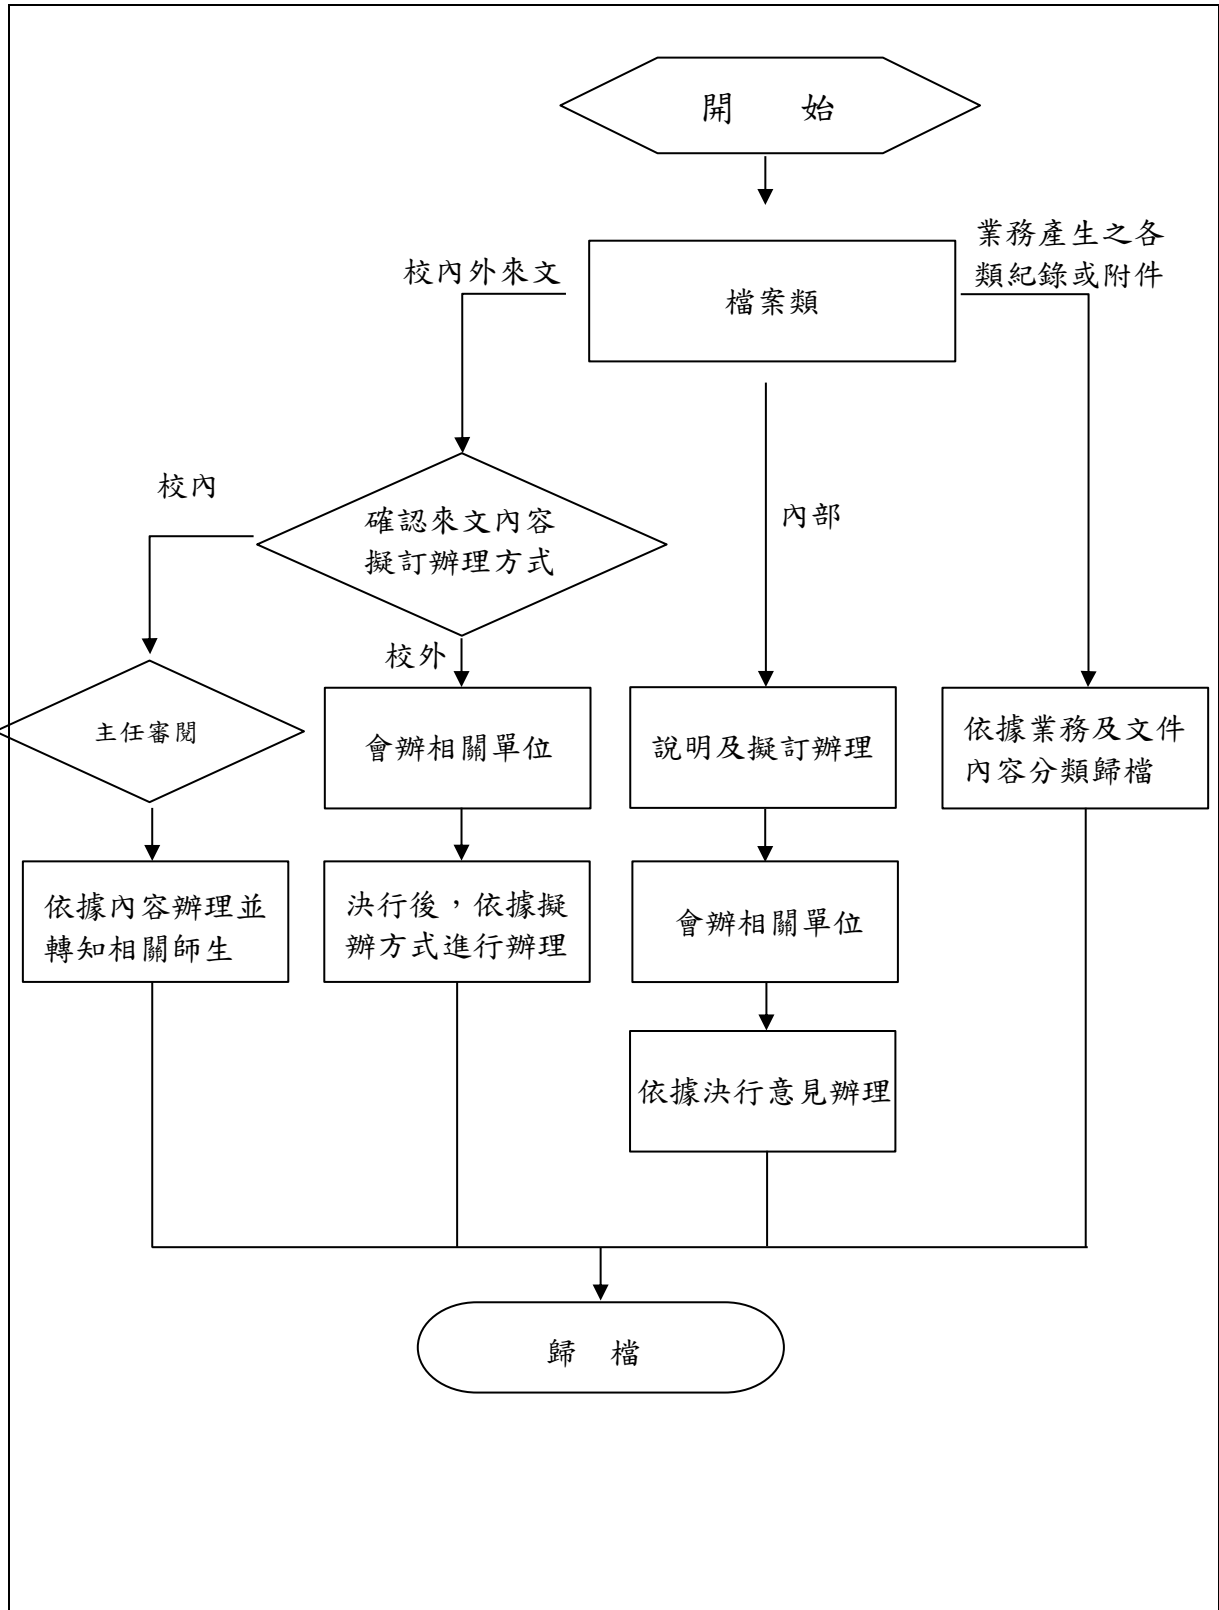 開 始
業務產生之各
類紀錄或附件
校內外來文
檔案類
校內
確認來文內容
擬訂辦理方式
內部
校外
主任審閱
會辦相關單位
說明及擬訂辦理
依據業務及文件
內容分類歸檔
依據內容辦理並
轉知相關師生
決行後，依據擬
辦方式進行辦理
會辦相關單位
依據決行意見辦理
歸 檔